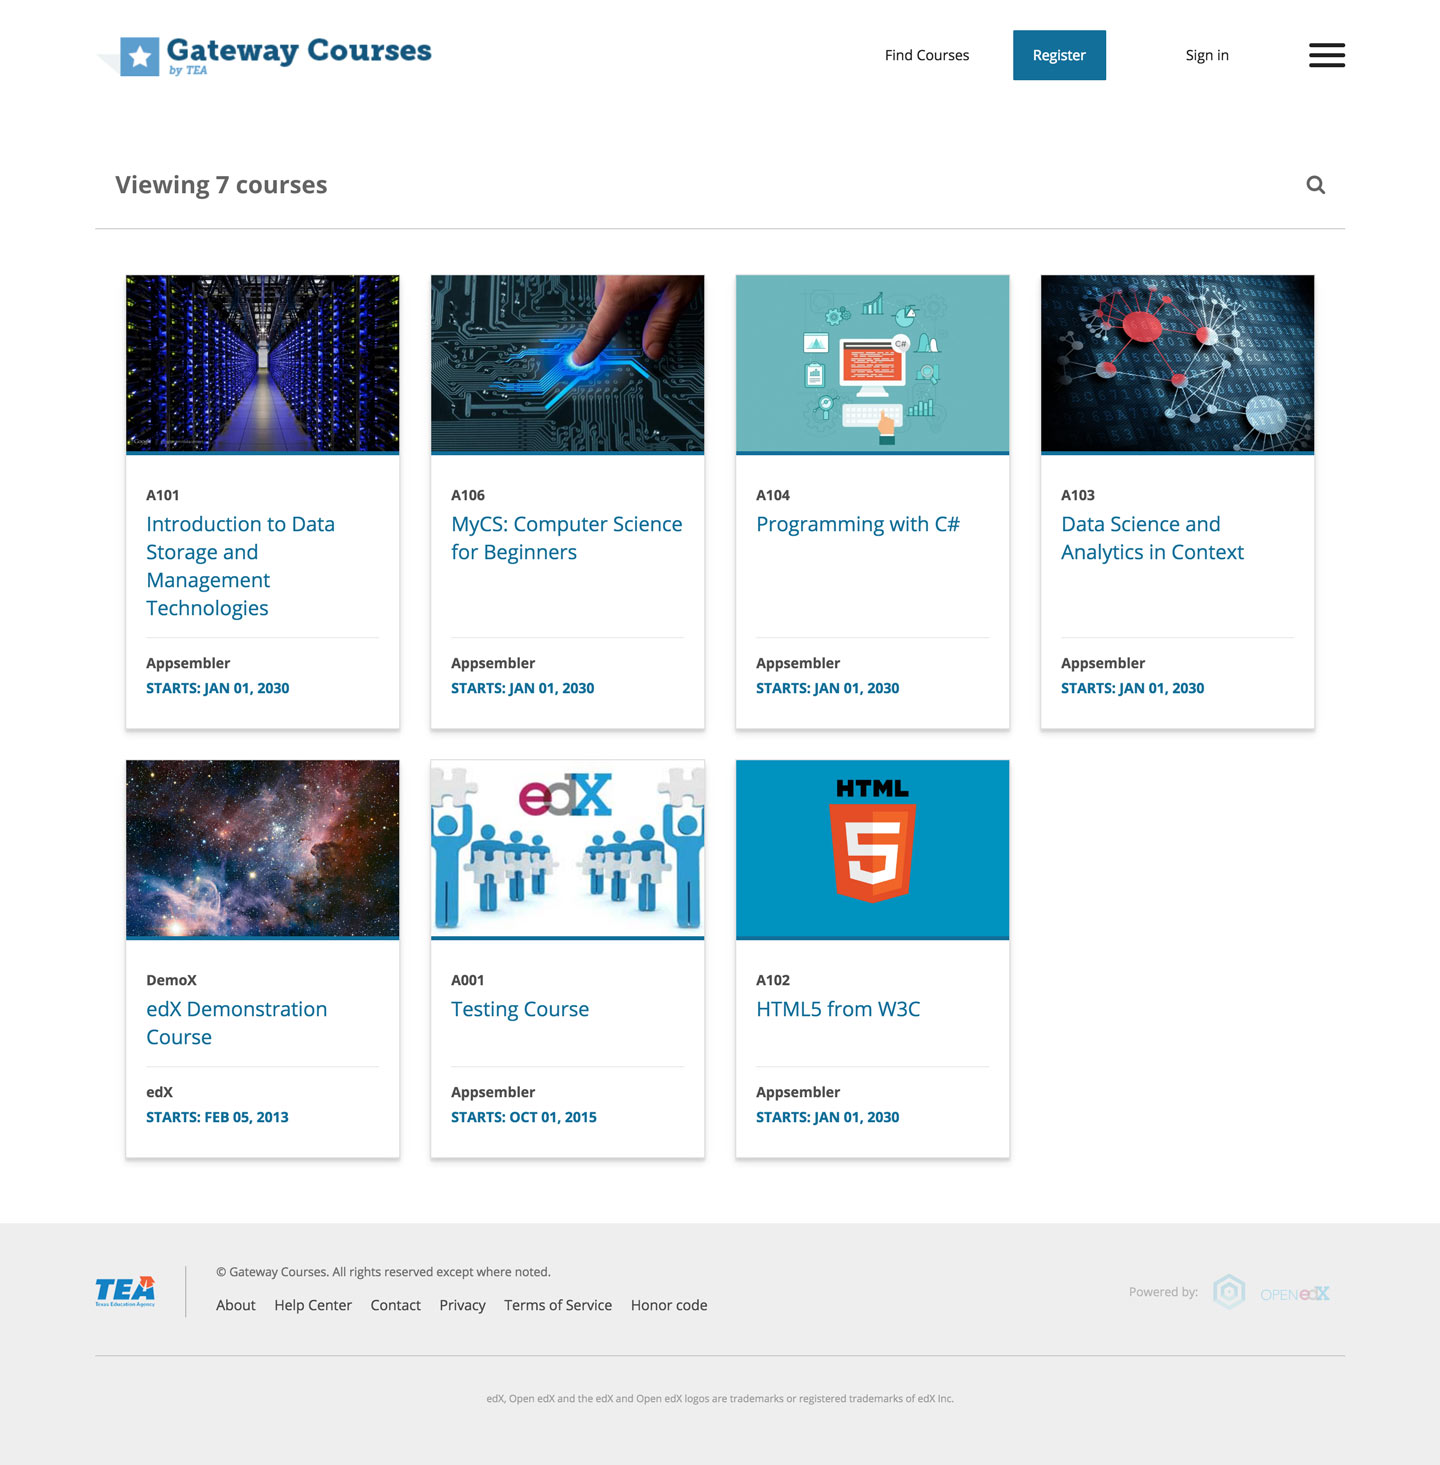 Gateway Courses
by TEA
Find Courses
Register
Sign in
Viewing 7 courses
C#
A101
Introduction to Data
Storage and
Management
Technologies
Appsembler
STARTS: JAN 01, 2030
A106
MyCS: Computer Science
for Beginners
Appsembler
STARTS: JAN 01, 2030
A104
Programming with C#
Appsembler
STARTS: JAN 01, 2030
A103
Data Science and
Analytics in Context
Appsembler
STARTS: JAN 01, 2030
DemoX
edX Demonstration
Course
edX
STARTS: FEB 05, 2013
edX
A001
Testing Course
Appsembler
STARTS: OCT 01, 2015
HTML
5
A102
HTML5 from W3C
Appsembler
STARTS: JAN 01, 2030
TEA
Texas Education Agency
© Gateway Courses. All rights reserved except where noted.
About Help Center Contact Privacy Terms of Service Honor code
Powered by:
OPEN edX
edX, Open edX and the edX and Open edX logos are trademarks or registered trademarks of edX Inc.